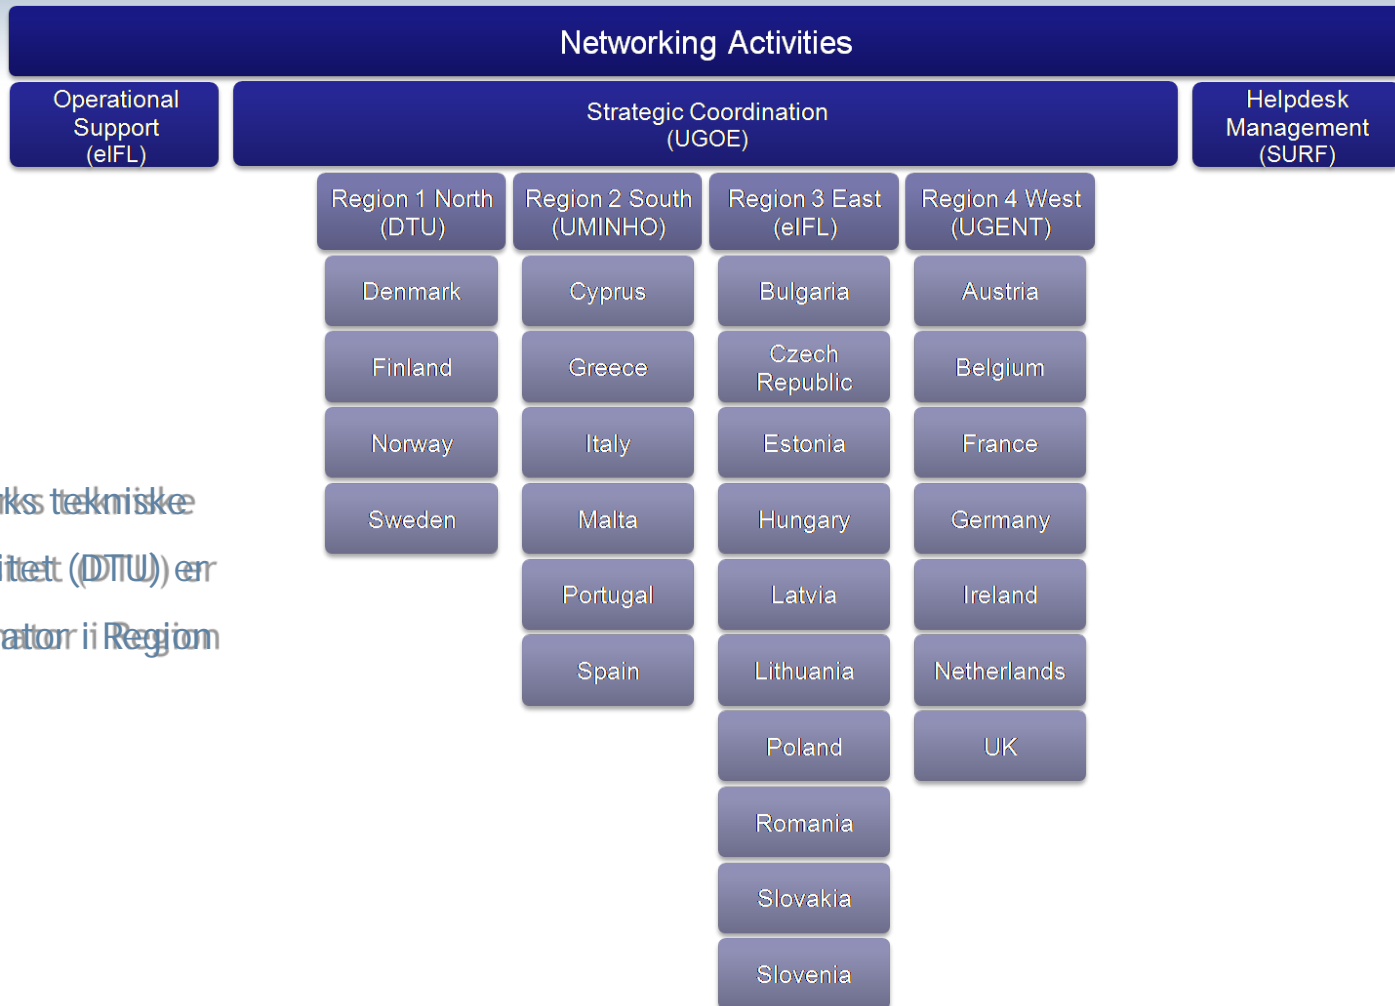 Networking Activities
Operational
Support
(eIFL)
Strategic Coordination
(UGOE)
Helpdesk
Management
(SURF)
Region 1 North
(DTU)
Denmark
Finland
Norway
Sweden
Region 2 South
(UMINHO)
Cyprus
Greece
Italy
Malta
Portugal
Spain
Region 3 East
(eIFL)
Bulgaria
Czech
Republic
Estonia
Hungary
Latvia
Lithuania
Poland
Romania
Slovakia
Slovenia
Region 4 West
(UGENT)
Austria
Belgium
France
Germany
Ireland
Netherlands
UK
rks tekniske
itet (DTU) er
ator i Region